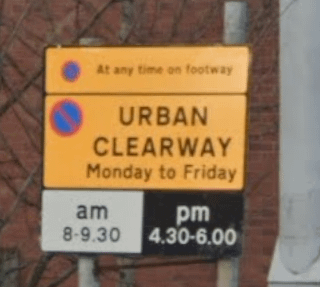 At any time on footway
URBAN
CLEARWAY
Monday to Friday
am pm
8-9.30 4.30-6.00